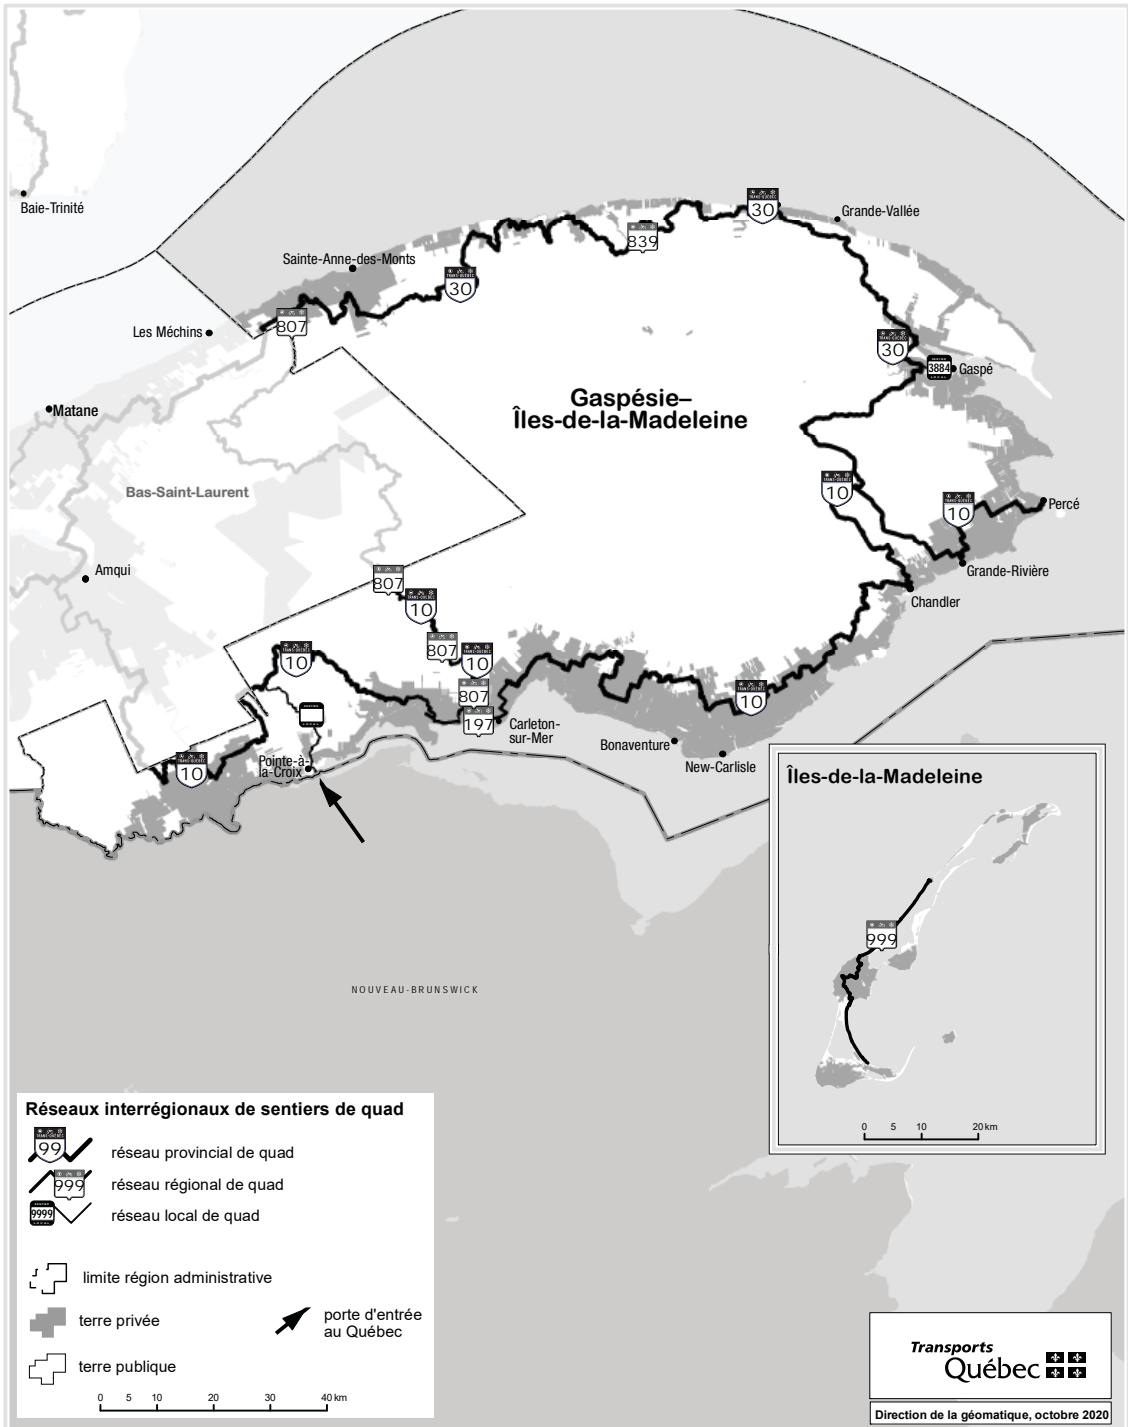 Baie-Trinité
30
Grande-Vallée
839
Sainte-Anne-des-Monts
30
807
Les Méchins
30
3884
Gaspé
Gaspésie–
Îles-de-la-Madeleine
Matane
Bas-Saint-Laurent
10
Percé
10
Amqui
Grande-Rivière
807
10
Chandler
807
10
10
807
10
197
Carleton-
sur-Mer
Bonaventure
New-Carlisle
Pointe-à-
la-Croix
10
Îles-de-la-Madeleine
999
0 5 10 20 km
NOUVEAU-BRUNSWICK
Réseaux interrégionaux de sentiers de quad
TRANS-QUÉBEC
99
réseau provincial de quad
999
réseau régional de quad
9999
réseau local de quad
limite région administrative
terre privée
porte d'entrée
au Québec
terre publique
0 5 10 20 30 40 km
Transports
Québec
Direction de la géomatique, octobre 2020